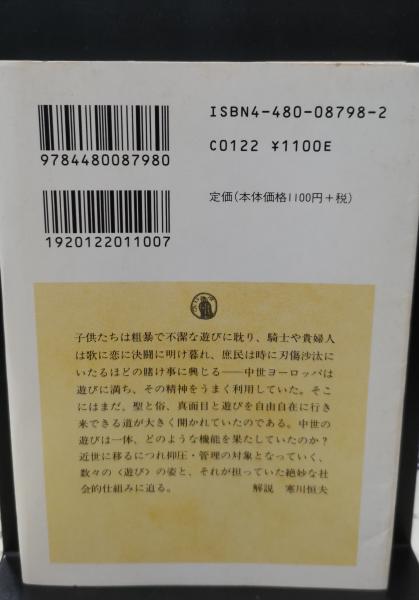 ISBN4-480-08798-2
C0122 ¥1100E
9784480087980
定価(本体価格1100円+税)
1920122011007
子供たちは粗暴で不潔な遊びに耽り、騎士や貴婦人
は歌に恋に決闘に明け暮れ、庶民は時に刃傷沙汰に
いたるほどの賭け事に興じる——中世ヨーロッパは
遊びに満ち、その精神をうまく利用していた。そこ
にはまだ、聖と俗、真面目と遊びを自由自在に行き
来できる道が大きく開かれていたのである。中世の
遊びは一体、どのような機能を果たしていたのか?
近世に移るにつれ抑圧・管理の対象となっていく、
数々の〈遊び〉の姿と、それが担っていた絶妙な社
会的仕組みに迫る。 解説 寒川恒夫